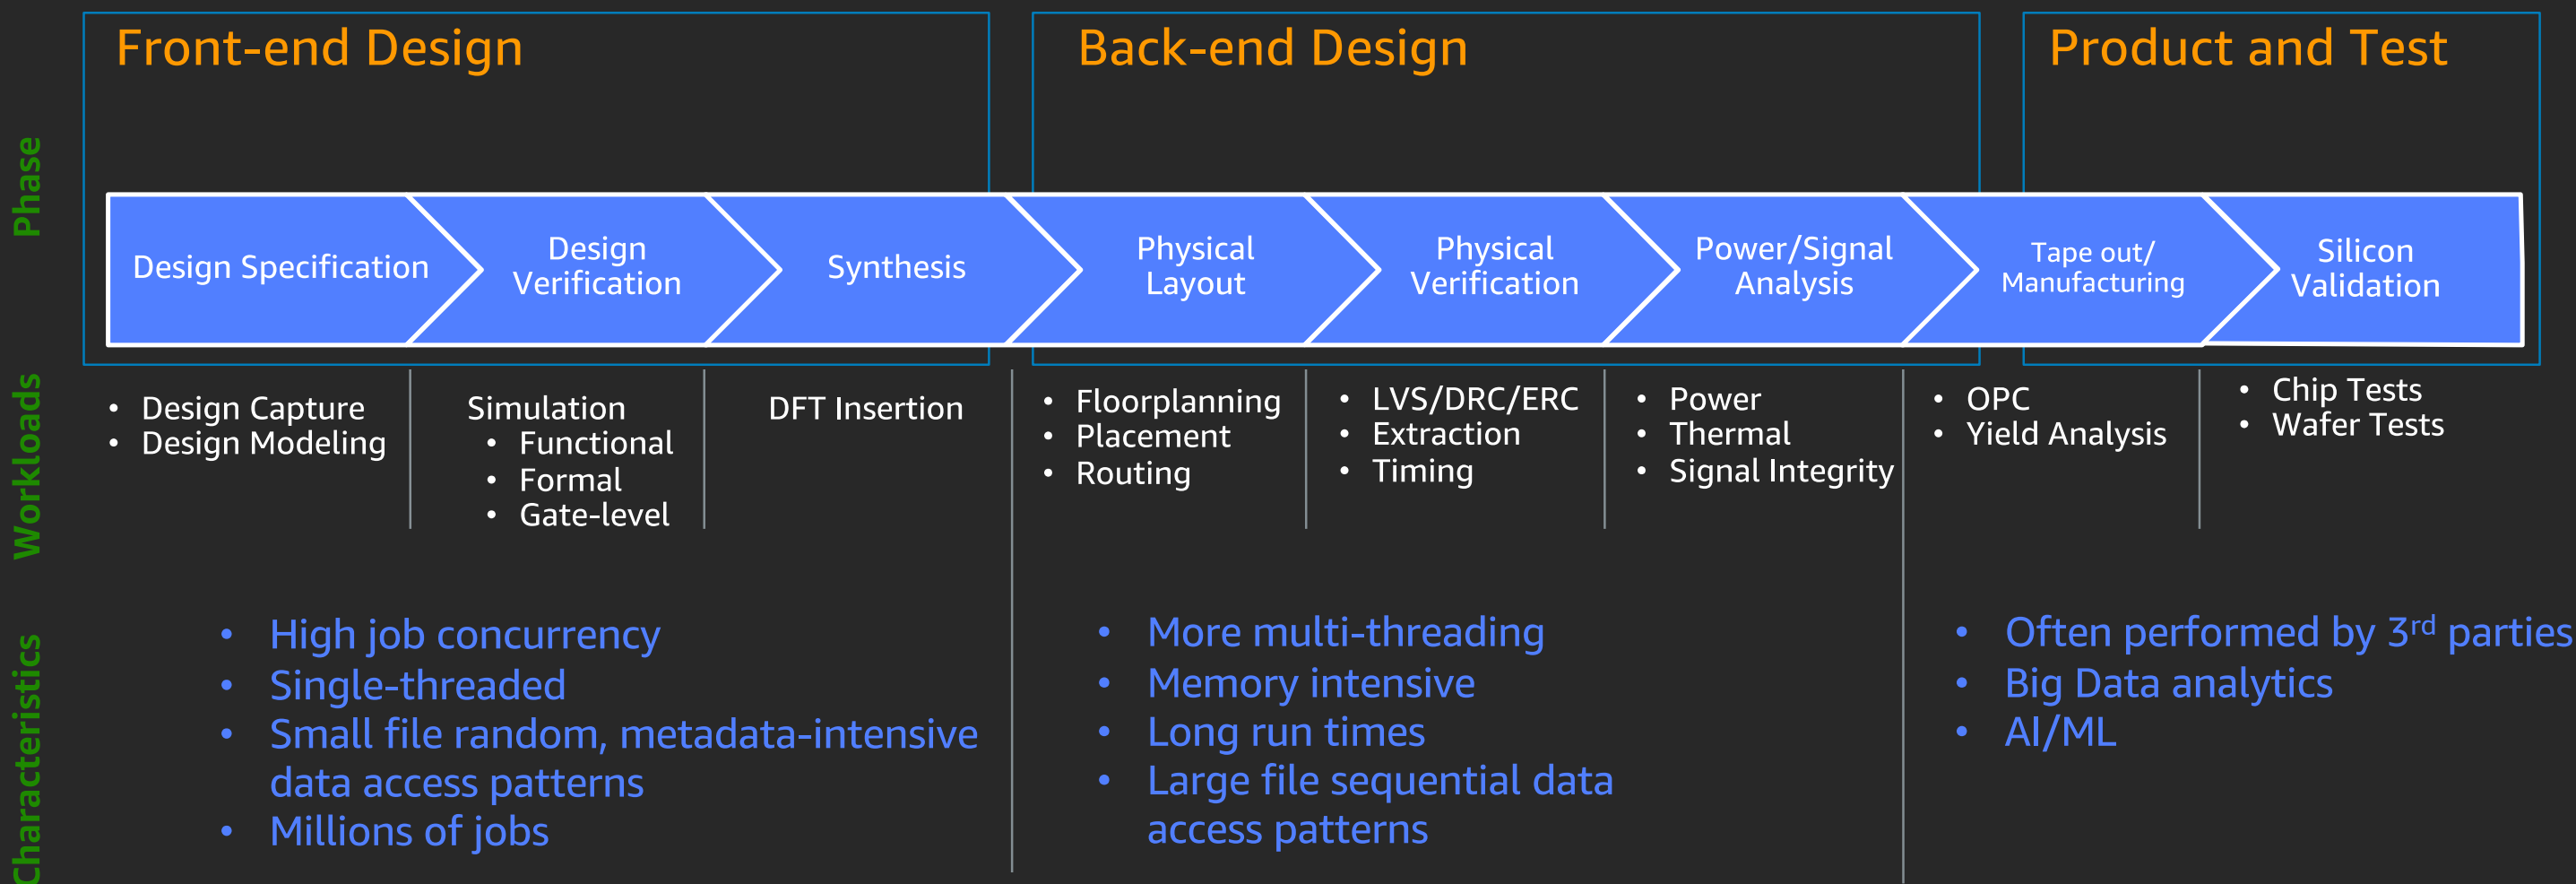 Front-end Design
Back-end Design
Product and Test
Phase
Design Specification
Design
Verification
Synthesis
Physical
Layout
Physical
Verification
Power/Signal
Analysis
Tape out/
Manufacturing
Silicon
Validation
Workloads
• Design Capture
• Design Modeling
Simulation
• Functional
• Formal
• Gate-level
DFT Insertion
• Floorplanning
• Placement
• Routing
• LVS/DRC/ERC
• Extraction
• Timing
• Power
• Thermal
• Signal Integrity
• OPC
• Yield Analysis
• Chip Tests
• Wafer Tests
Characteristics
• High job concurrency
• Single-threaded
• Small file random, metadata-intensive
data access patterns
• Millions of jobs
• More multi-threading
• Memory intensive
• Long run times
• Large file sequential data
access patterns
• Often performed by 3rd parties
• Big Data analytics
• AI/ML